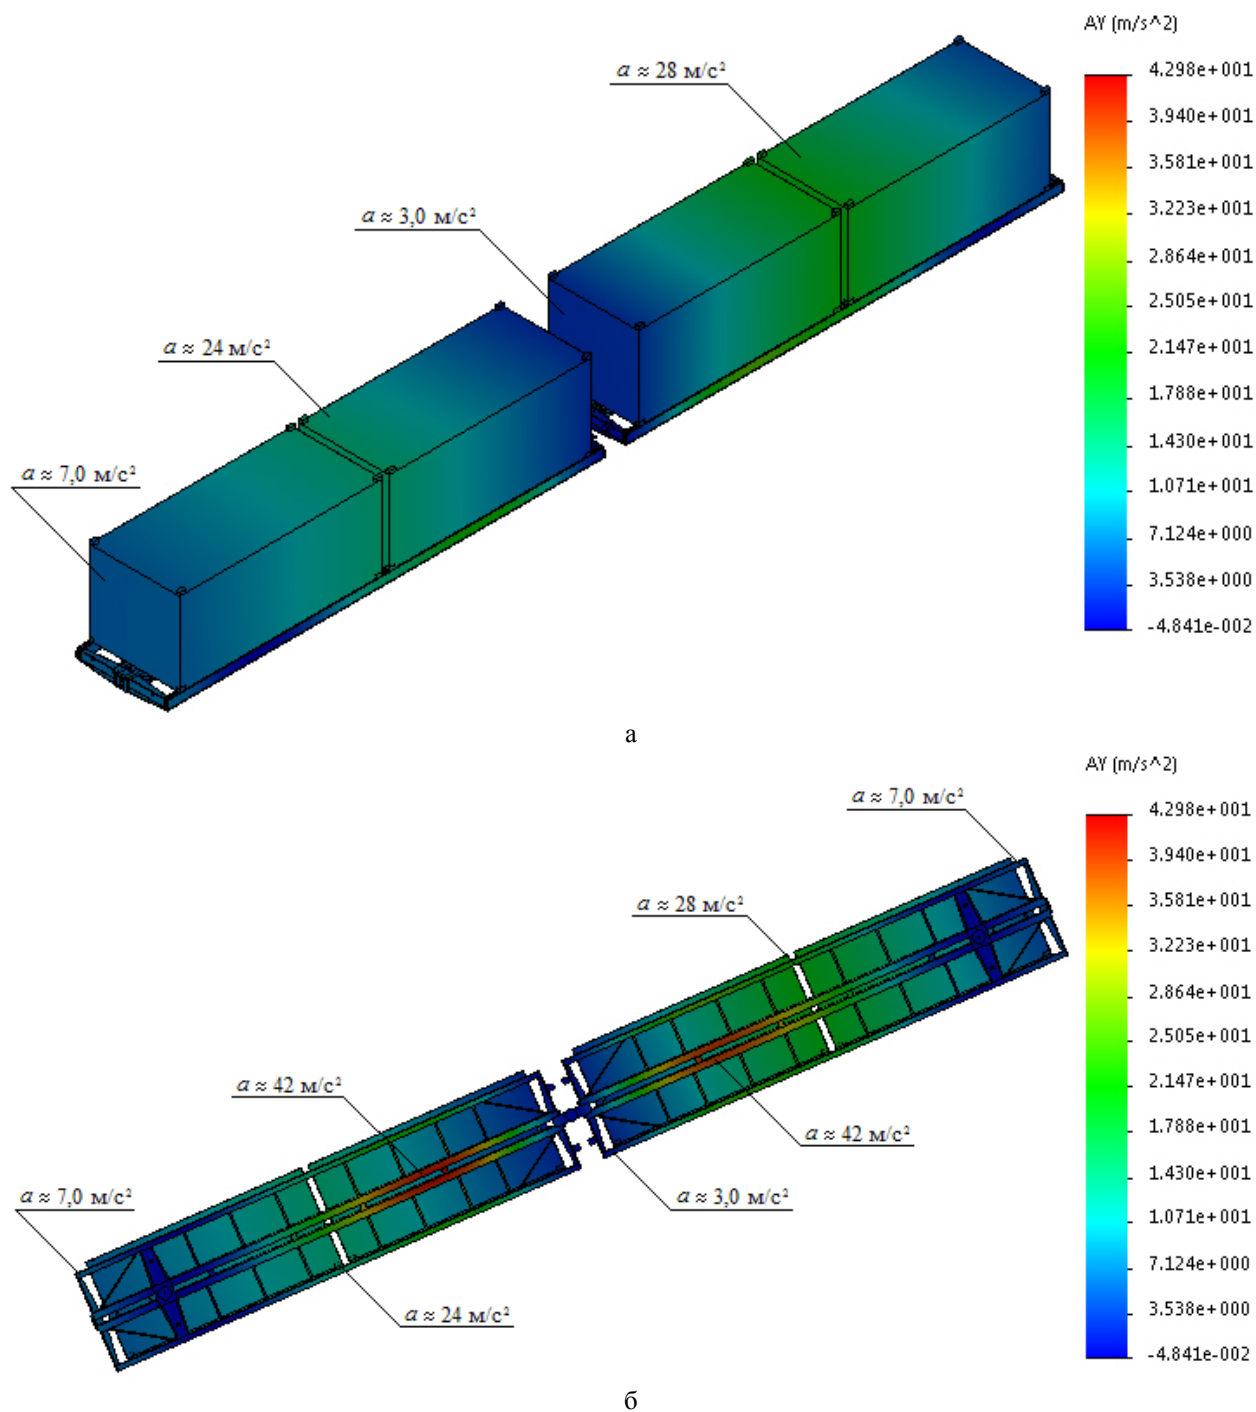 AY (m/s^2)
4.298e+001
3.940e+001
3.581e+001
3.223e+001
2.864e+001
2.505e+001
2.147e+001
1.788e+001
1.430e+001
1.071e+001
7.124e+000
3.538e+000
-4.841e-002
a ≈ 28 м/с²
a ≈ 3,0 м/с²
a ≈ 24 м/с²
a ≈ 7,0 м/с²
а
AY (m/s^2)
4.298e+001
3.940e+001
3.581e+001
3.223e+001
2.864e+001
2.505e+001
2.147e+001
1.788e+001
1.430e+001
1.071e+001
7.124e+000
3.538e+000
-4.841e-002
a ≈ 7,0 м/с²
a ≈ 28 м/с²
a ≈ 42 м/с²
a ≈ 42 м/с²
a ≈ 7,0 м/с²
a ≈ 3,0 м/с²
a ≈ 24 м/с²
б